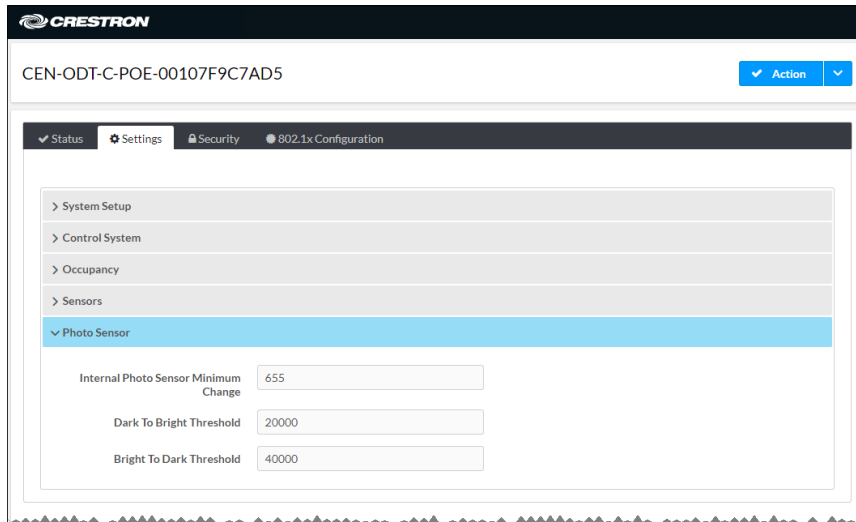 CRESTRON
CEN-ODT-C-POE-00107F9C7AD5
Action
Status Settings Security 802.1x Configuration
System Setup
Control System
Occupancy
Sensors
Photo Sensor
Internal Photo Sensor Minimum Change 655
Dark To Bright Threshold 20000
Bright To Dark Threshold 40000